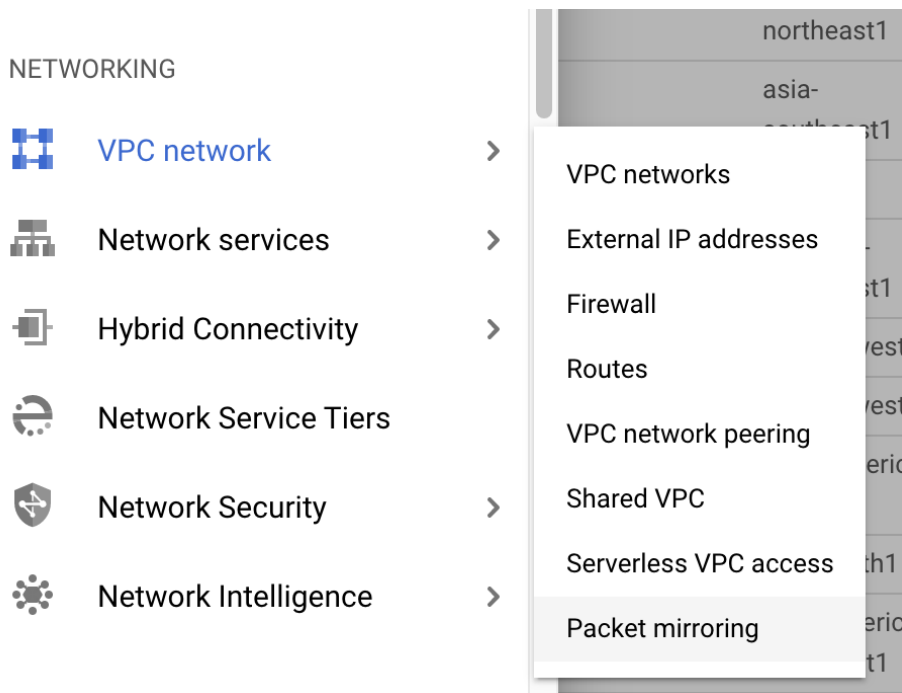 NETWORKING
VPC network
Network services
Hybrid Connectivity
Network Service Tiers
Network Security
Network Intelligence
VPC networks
External IP addresses
Firewall
Routes
VPC network peering
Shared VPC
Serverless VPC access
Packet mirroring
northeast1
asia-